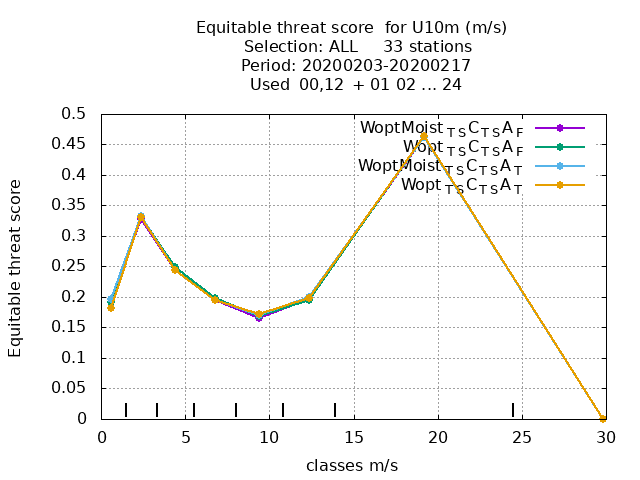 Equitable threat score  for U10m (m/s)
Selection: ALL     33 stations
Period: 20200203-20200217
Used  00,12  + 01 02 ... 24
Equitable threat score
0.5
0.45
0.4
0.35
0.3
0.25
0.2
0.15
0.1
0.05
0
WoptMoist TS C TS A F
Wopt TS C TS A F
WoptMoist TS C TS A T
Wopt TS C TS A T
0 5 10 15 20 25 30
classes m/s